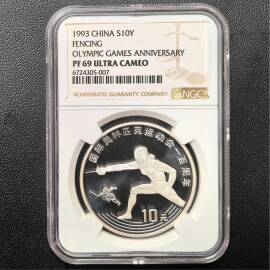 1993 CHINA S10Y
FENCING
OLYMPIC GAMES ANNIVERSARY
PF 69 ULTRA CAMEO
6724305-007
NUMISMATIC GUARANTY COMPANY
NGC
国际奥林匹克运动会一百周年
10元